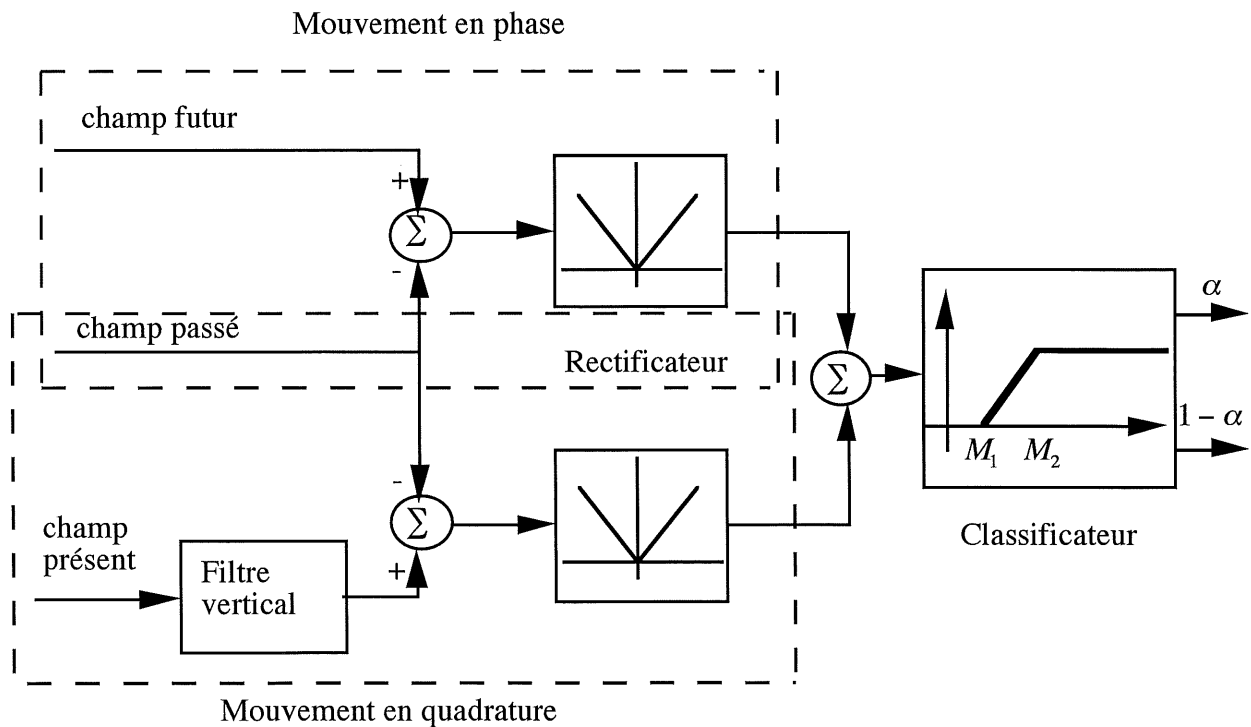 Mouvement en phase
champ futur
+
Σ
-
champ passé
Rectificateur
α
Σ
1 - α
M₁ M₂
-
Σ
champ
présent
+
Filtre
vertical
Classificateur
Mouvement en quadrature